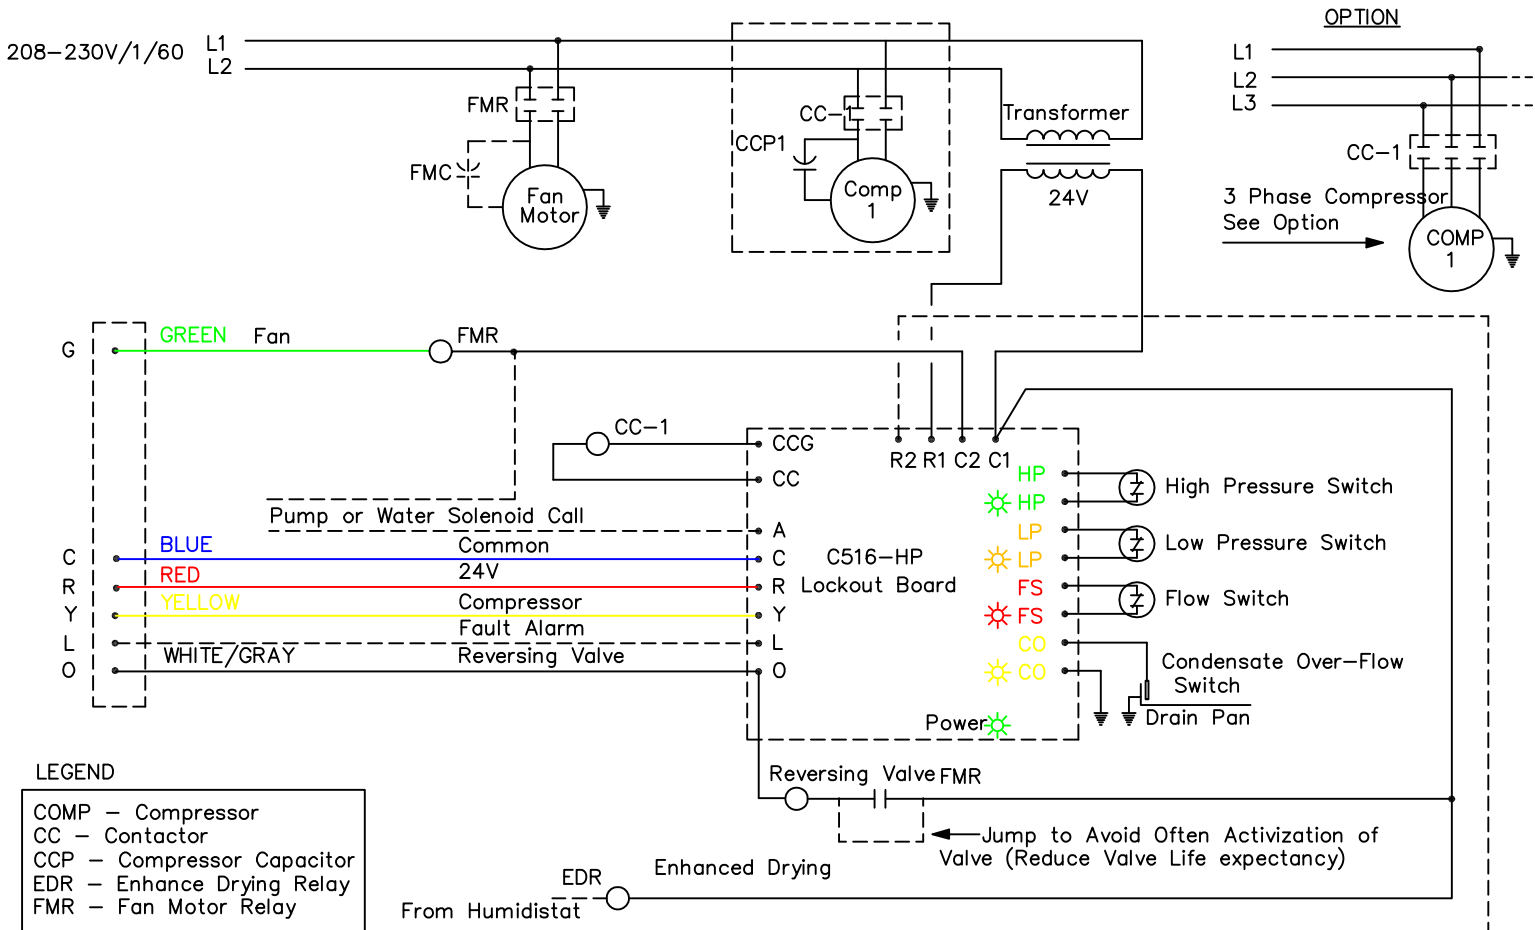 OPTION
208-230V/1/60
L1
L2
L1
L2
L3
FMR
CC-1
Transformer
FMC
CCP1
CC-1
Fan
Motor
Comp
1
24V
3 Phase Compressor
See Option
COMP
1
G
GREEN
Fan
FMR
CC-1
CCG
CC
R2
R1
C2
C1
HP
HP
High Pressure Switch
Pump or Water Solenoid Call
A
LP
LP
Low Pressure Switch
C
BLUE
Common
C
C516-HP
Lockout Board
R
RED
24V
R
FS
FS
Flow Switch
Y
YELLOW
Compressor
Y
L
Fault Alarm
L
CO
CO
Condensate Over-Flow
Switch
O
WHITE/GRAY
Reversing Valve
O
Drain Pan
Power
LEGEND
COMP - Compressor
CC - Contactor
CCP - Compressor Capacitor
EDR - Enhance Drying Relay
FMR - Fan Motor Relay
Reversing Valve
FMR
Jump to Avoid Often Activization of
Valve (Reduce Valve Life expectancy)
EDR
Enhanced Drying
From Humidistat